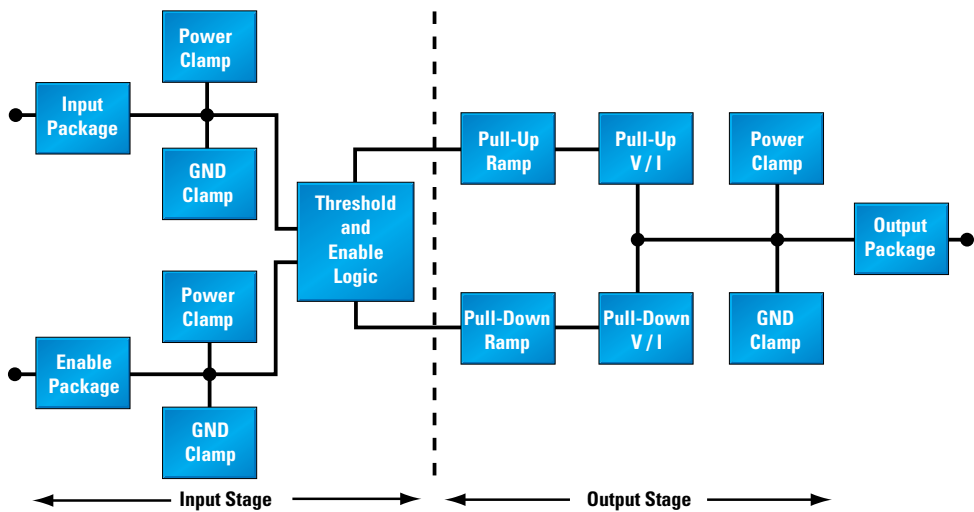 Power
Clamp
Input
Package
GND
Clamp
Threshold
and
Enable
Logic
Power
Clamp
Enable
Package
GND
Clamp
Pull-Up
Ramp
Pull-Up
V / I
Power
Clamp
Output
Package
Pull-Down
Ramp
Pull-Down
V / I
GND
Clamp
Input Stage
Output Stage